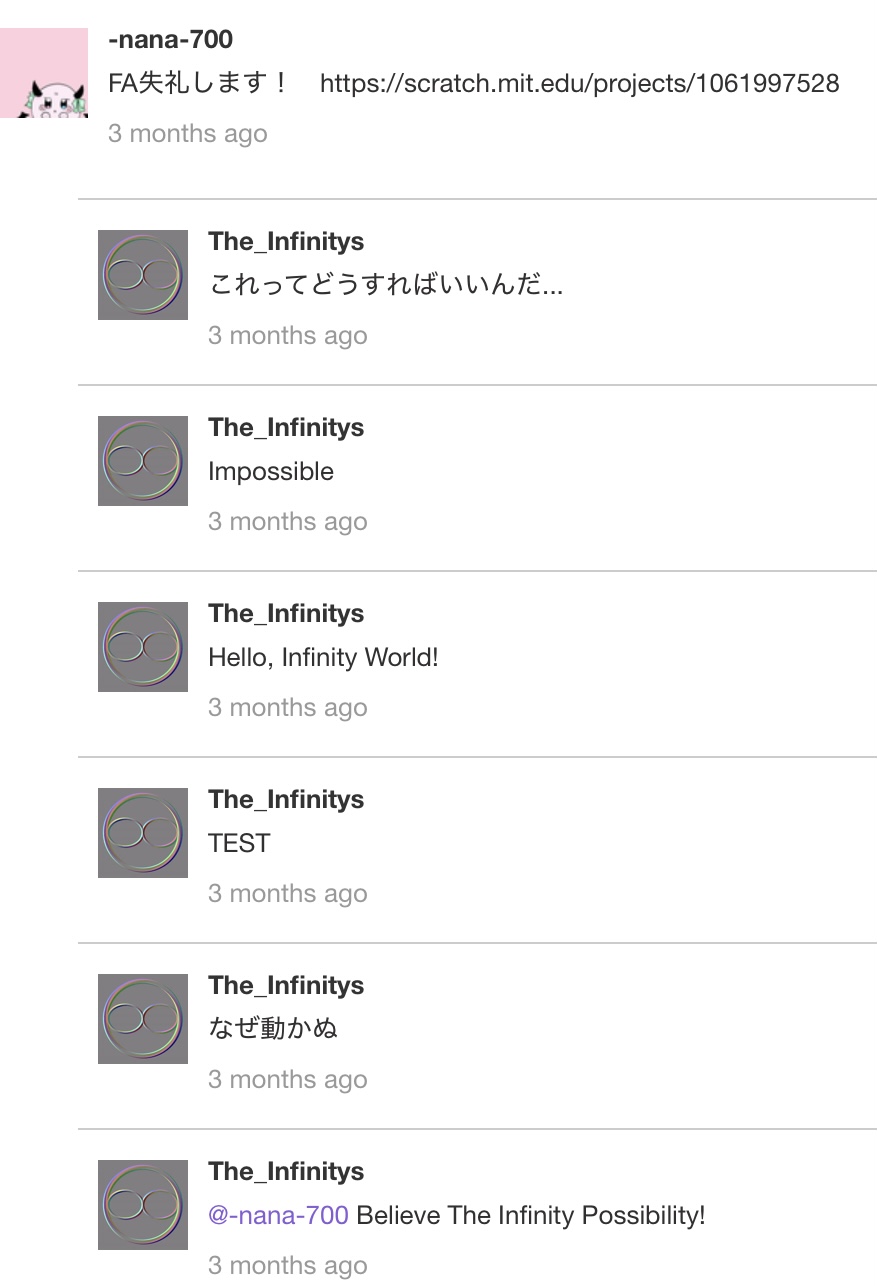 -nana-700
FA失礼します！　https://scratch.mit.edu/projects/1061997528
3 months ago
The_Infinitys
これってどうすればいいんだ...
3 months ago
The_Infinitys
Impossible
3 months ago
The_Infinitys
Hello, Infinity World!
3 months ago
The_Infinitys
TEST
3 months ago
The_Infinitys
なぜ動かぬ
3 months ago
The_Infinitys
@-nana-700 Believe The Infinity Possibility!
3 months ago